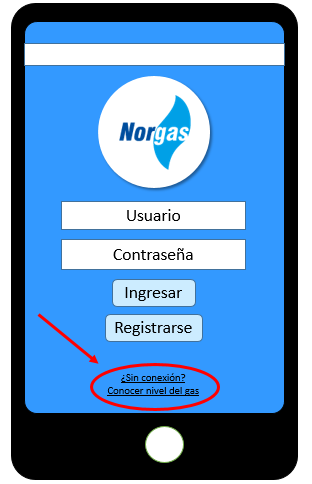 Norgas
Usuario
Contraseña
Ingresar
Registrarse
¿Sin conexión?
Conocer nivel del gas